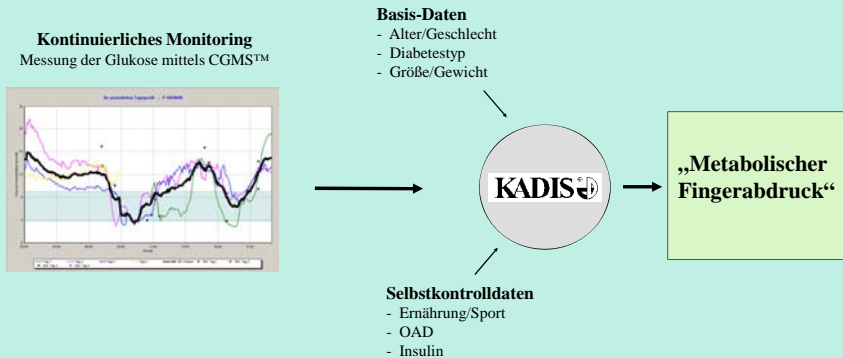 Basis-Daten
- Alter/Geschlecht
- Diabetestyp
- Größe/Gewicht
Kontinuierliches Monitoring
Messung der Glukose mittels CGMS™
KADIS
„Metabolischer
Fingerabdruck“
Selbstkontrolldaten
- Ernährung/Sport
- OAD
- Insulin